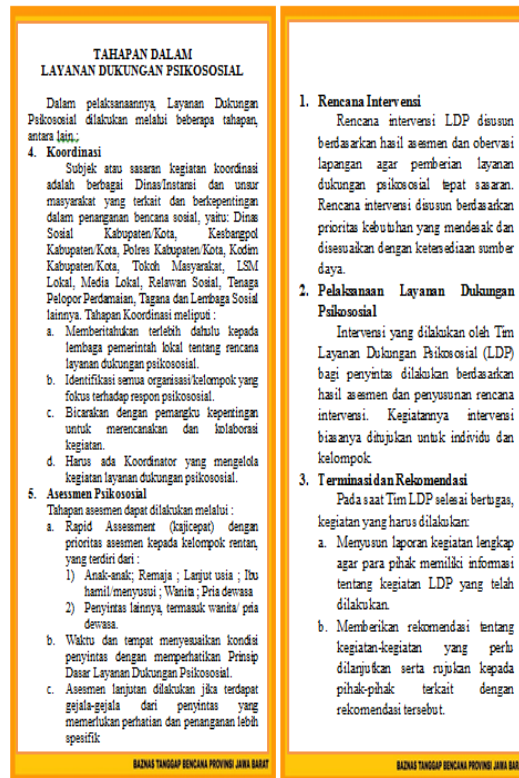 TAHAPAN DALAM
LAYANAN DUKUNGAN PSIKOSOSIAL
Dalam pelaksanaannya, Layanan Dukungan
Psikososial dilakukan melalui beberapa tahapan,
antara lain,:
4. Koordinasi
Subjek atau sasaran kegiatan koordinasi
adalah berbagai Dinas/Instansi dan unsur
masyarakat yang terkait dan berkepentingan
dalam penanganan bencana sosial, yaitu: Dinas
Sosial Kabupaten/Kota, Kesbangpol
Kabupaten/Kota, Polres Kabupaten/Kota, Kodim
Kabupaten/Kota, Tokoh Masyarakat, LSM
Lokal, Media Lokal, Relawan Sosial, Tenaga
Pelopor Perdamaian, Tagana dan Lembaga Sosial
lainnya. Tahapan Koordinasi meliputi :
a. Memberitahukan terlebih dahulu kepada
lembaga pemerintah lokal tentang rencana
layanan dukungan psikososial.
b. Identifikasi semua organisasi/kelompok yang
fokus terhadap respon psikososial.
c. Bicarakan dengan pemangku kepentingan
untuk merencanakan dan kolaborasi
kegiatan.
d. Harus ada Koordinator yang mengelola
kegiatan layanan dukungan psikososial.
5. Asesmen Psikososial
Tahapan asesmen dapat dilakukan melalui :
a. Rapid Assessment (kajicepat) dengan
prioritas asesmen kepada kelompok rentan,
yang terdiri dari :
1) Anak-anak; Remaja ; Lanjut usia ; Ibu
hamil/menyusui ; Wanita ; Pria dewasa
2) Penyintas lainnya, termasuk wanita/ pria
dewasa.
b. Waktu dan tempat menyesuaikan kondisi
penyintas dengan memperhatikan Prinsip
Dasar Layanan Dukungan Psikososial.
c. Asesmen lanjutan dilakukan jika terdapat
gejala-gejala dari penyintas yang
memerlukan perhatian dan penanganan lebih
spesifik
BAZNAS TANGGAP BENCANA PROVINSI JAWA BARAT
1. Rencana Intervensi
Rencana intervensi LDP disusun
berdasarkan hasil asesmen dan obervasi
lapangan agar pemberian layanan
dukungan psikososial tepat sasaran.
Rencana intervensi disusun berdasarkan
prioritas kebutuhan yang mendesak dan
disesuaikan dengan ketersediaan sumber
daya.
2. Pelaksanaan Layanan Dukungan
Psikososial
Intervensi yang dilakukan oleh Tim
Layanan Dukungan Psikososial (LDP)
bagi penyintas dilakukan berdasarkan
hasil asesmen dan penyusunan rencana
intervensi. Kegiatannya intervensi
biasanya ditujukan untuk individu dan
kelompok.
3. Terminasi dan Rekomendasi
Pada saat Tim LDP selesai bertugas,
kegiatan yang harus dilakukan:
a. Menyusun laporan kegiatan lengkap
agar para pihak memiliki informasi
tentang kegiatan LDP yang telah
dilakukan.
b. Memberikan rekomendasi tentang
kegiatan-kegiatan yang perlu
dilanjutkan serta rujukan kepada
pihak-pihak terkait dengan
rekomendasi tersebut.
BAZNAS TANGGAP BENCANA PROVINSI JAWA BAR